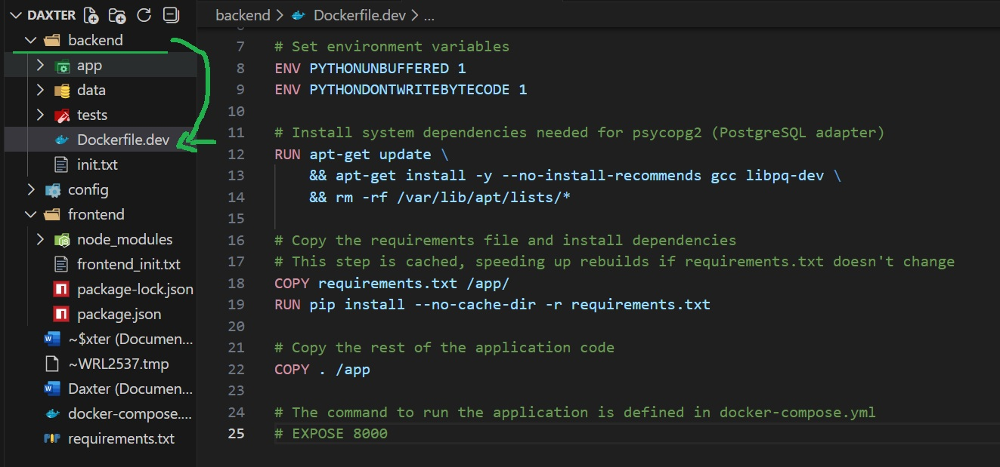 DAXTER
backend
app
data
tests
Dockerfile.dev
init.txt
config
frontend
node_modules
frontend_init.txt
package-lock.json
package.json
~$xter (Documen...
~WRL2537.tmp
Daxter (Documen...
docker-compose....
requirements.txt
backend > Dockerfile.dev > ...
7 # Set environment variables
8 ENV PYTHONUNBUFFERED 1
9 ENV PYTHONDONTWRITEBYTECODE 1
10
11 # Install system dependencies needed for psycopg2 (PostgreSQL adapter)
12 RUN apt-get update \
13 && apt-get install -y --no-install-recommends gcc libpq-dev \
14 && rm -rf /var/lib/apt/lists/*
15
16 # Copy the requirements file and install dependencies
17 # This step is cached, speeding up rebuilds if requirements.txt doesn't change
18 COPY requirements.txt /app/
19 RUN pip install --no-cache-dir -r requirements.txt
20
21 # Copy the rest of the application code
22 COPY . /app
23
24 # The command to run the application is defined in docker-compose.yml
25 # EXPOSE 8000